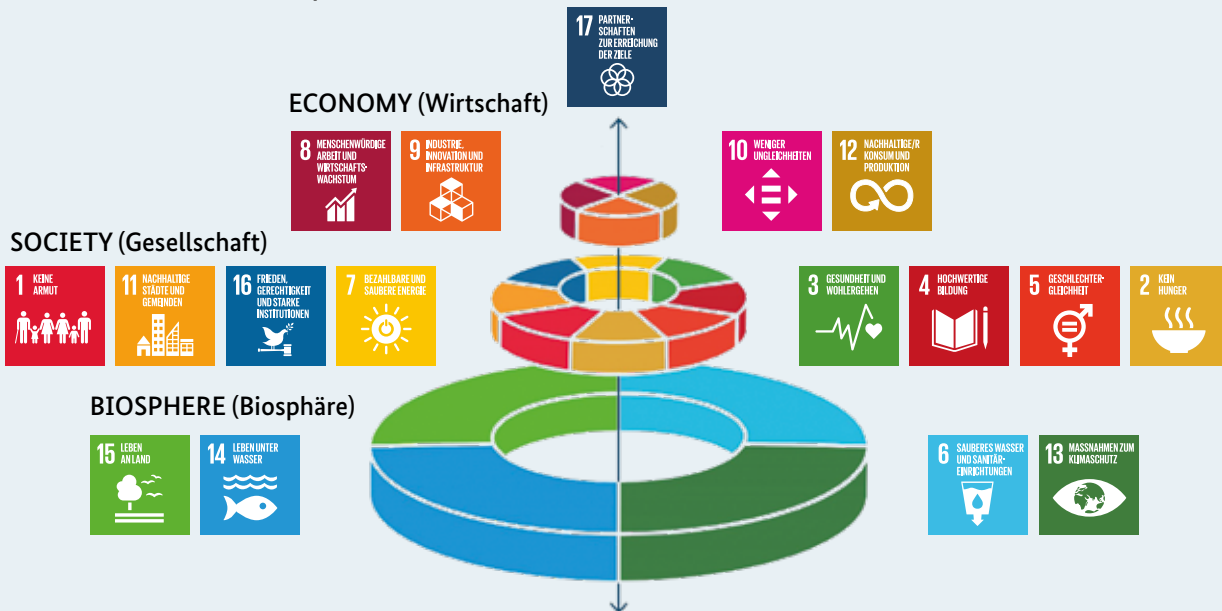 17 PARTNER-
SCHAFTEN
ZUR ERREICHUNG
DER ZIELE
ECONOMY (Wirtschaft)
8 MENSCHENWÜRDIGE
ARBEIT UND
WIRTSCHAFTS-
WACHSTUM
9 INDUSTRIE,
INNOVATION UND
INFRASTRUKTUR
10 WENIGER
UNGLEICHHEITEN
12 NACHHALTIGE/R
KONSUM UND
PRODUKTION
SOCIETY (Gesellschaft)
1 KEINE
ARMUT
11 NACHHALTIGE
STÄDTE UND
GEMEINDEN
16 FRIEDEN,
GERECHTIGKEIT
UND STARKE
INSTITUTIONEN
7 BEZAHLBARE UND
SAUBERE ENERGIE
3 GESUNDHEIT UND
WOHLERGEHEN
4 HOCHWERTIGE
BILDUNG
5 GESCHLECHTER-
GLEICHHEIT
2 KEIN
HUNGER
BIOSPHERE (Biosphäre)
15 LEBEN
AN LAND
14 LEBEN UNTER
WASSER
6 SAUBERES WASSER
UND SANITÄR-
EINRICHTUNGEN
13 MASSNAHMEN ZUM
KLIMASCHUTZ